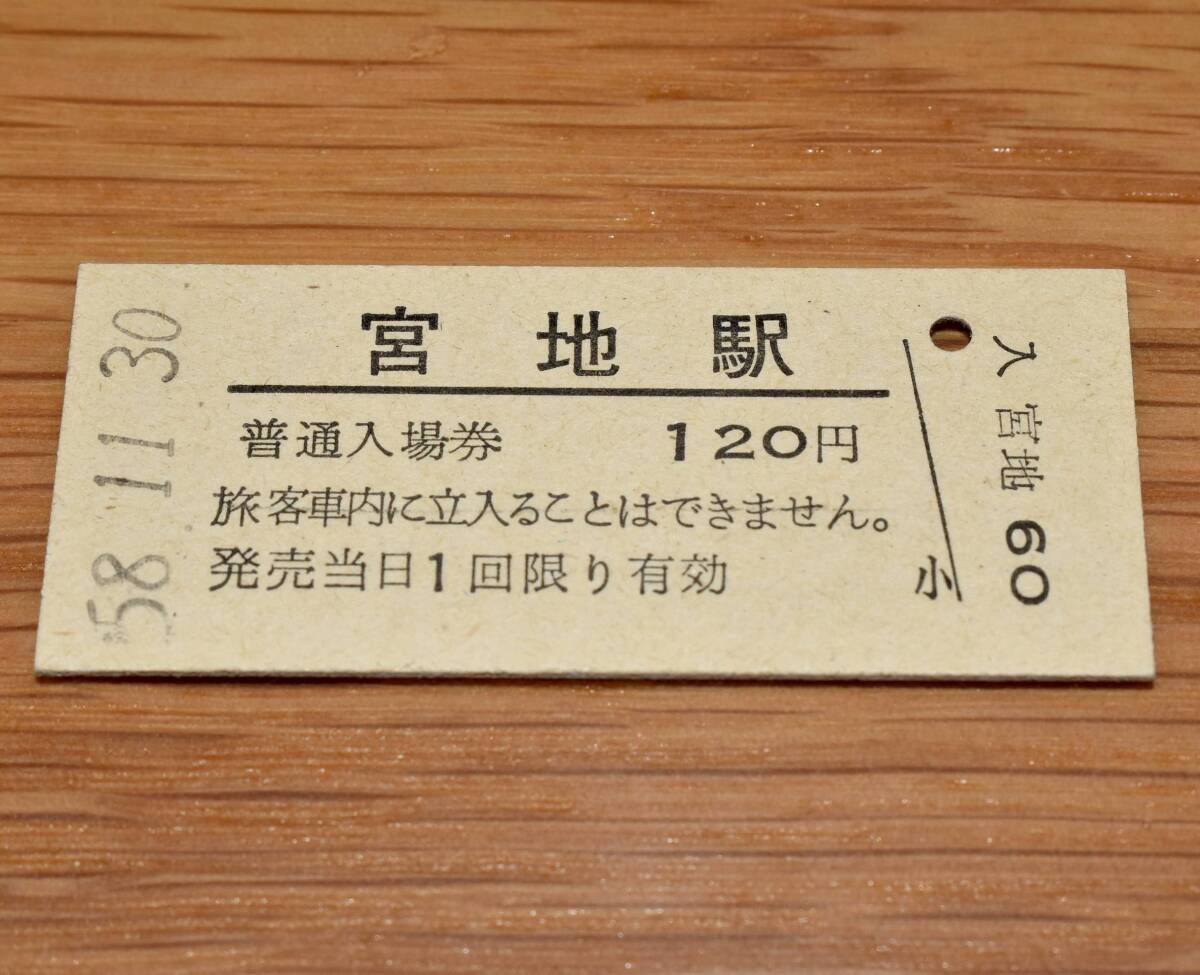 58.11.30
宮地駅
普通入場券 120円
旅客車内に立入ることはできません。
発売当日1回限り有効
小
入 宮地 60